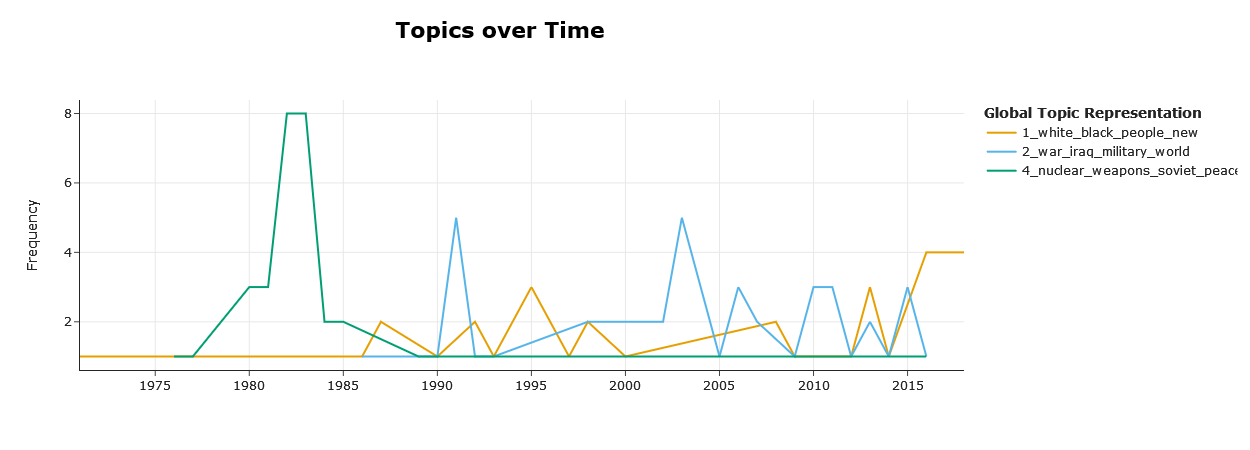 Topics over Time
Global Topic Representation
1_white_black_people_new
2_war_iraq_military_world
4_nuclear_weapons_soviet_peace
Frequency
8
6
4
2
1975 1980 1985 1990 1995 2000 2005 2010 2015